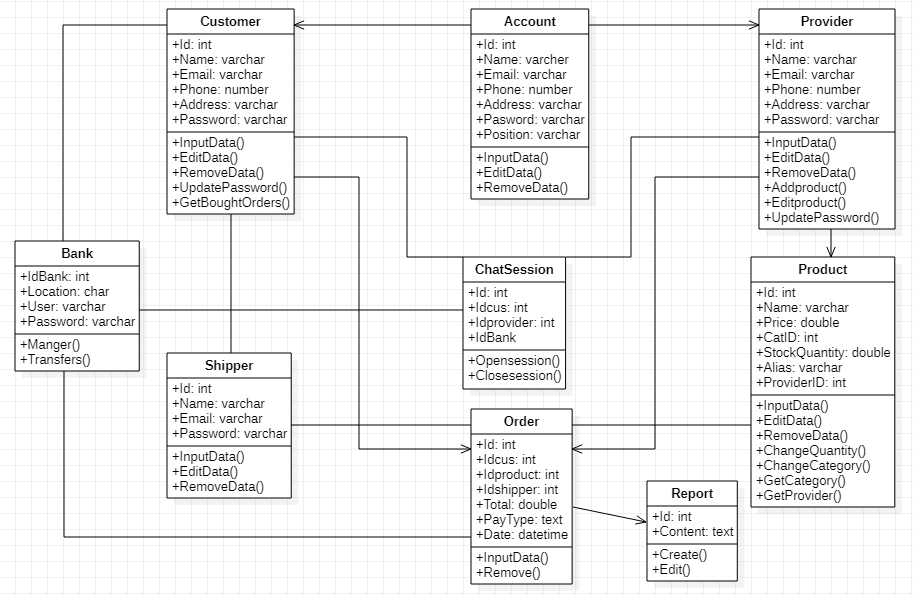 Customer
+Id: int
+Name: varchar
+Email: varchar
+Phone: number
+Address: varchar
+Password: varchar
+InputData()
+EditData()
+RemoveData()
+UpdatePassword()
+GetBoughtOrders()
Account
+Id: int
+Name: varcher
+Email: varchar
+Phone: number
+Address: varchar
+Pasword: varchar
+Position: varchar
+InputData()
+EditData()
+RemoveData()
Provider
+Id: int
+Name: varchar
+Email: varchar
+Phone: number
+Address: varchar
+Password: varchar
+InputData()
+EditData()
+RemoveData()
+Addproduct()
+Editproduct()
+UpdatePassword()
Bank
+IdBank: int
+Location: char
+User: varchar
+Password: varchar
+Manger()
+Transfers()
ChatSession
+Id: int
+Idcus: int
+Idprovider: int
+IdBank
+Opensession()
+Closesession()
Product
+Id: int
+Name: varchar
+Price: double
+CatID: int
+StockQuantity: double
+Alias: varchar
+ProviderID: int
+InputData()
+EditData()
+RemoveData()
+ChangeQuantity()
+ChangeCategory()
+GetCategory()
+GetProvider()
Shipper
+Id: int
+Name: varchar
+Email: varchar
+Password: varchar
+InputData()
+EditData()
+RemoveData()
Order
+Id: int
+Idcus: int
+Idproduct: int
+Idshipper: int
+Total: double
+PayType: text
+Date: datetime
+InputData()
+Remove()
Report
+Id: int
+Content: text
+Create()
+Edit()